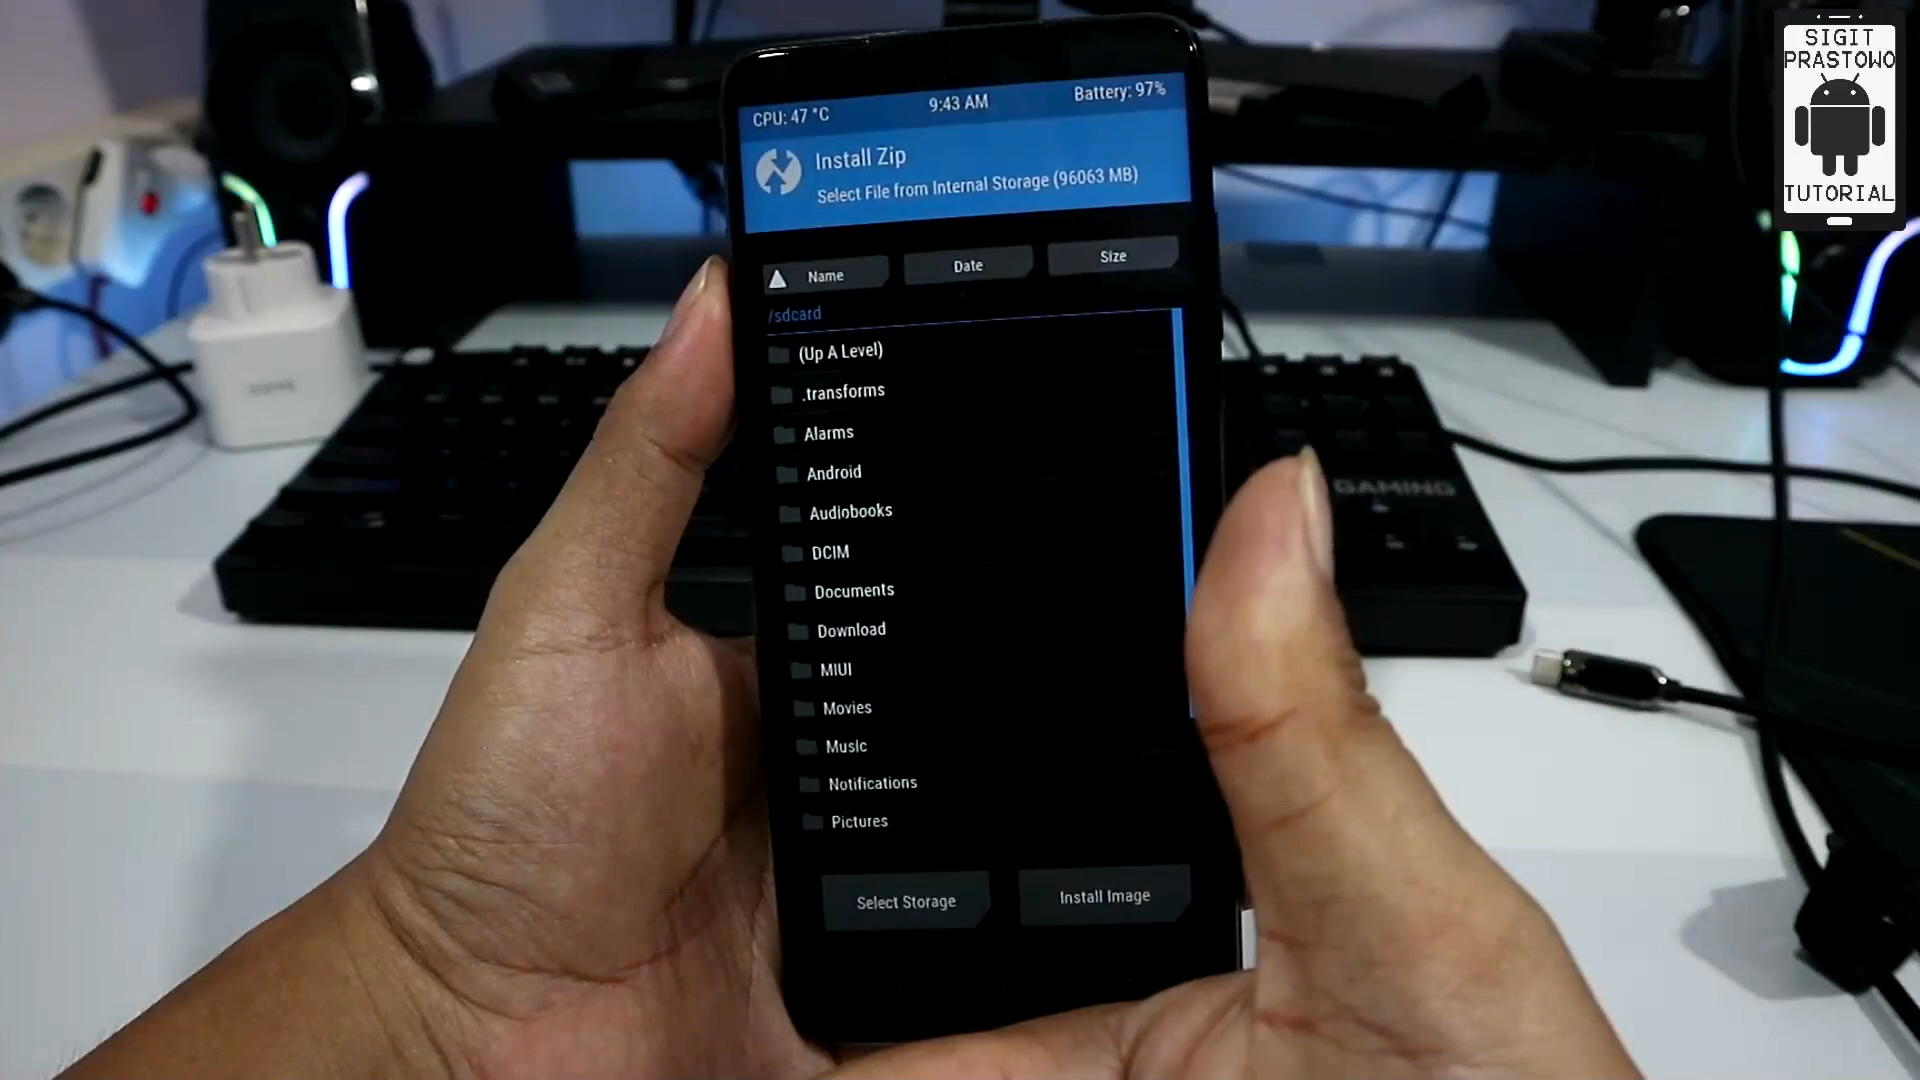 SIGIT
PRASTOWO
TUTORIAL
CPU: 47 °C
9:43 AM
Battery: 97%
Install Zip
Select File from Internal Storage (96063 MB)
Name
Date
Size
/sdcard
(Up A Level)
.transforms
Alarms
Android
Audiobooks
DCIM
Documents
Download
MIUI
Movies
Music
Notifications
Pictures
Select Storage
Install Image
GAMING